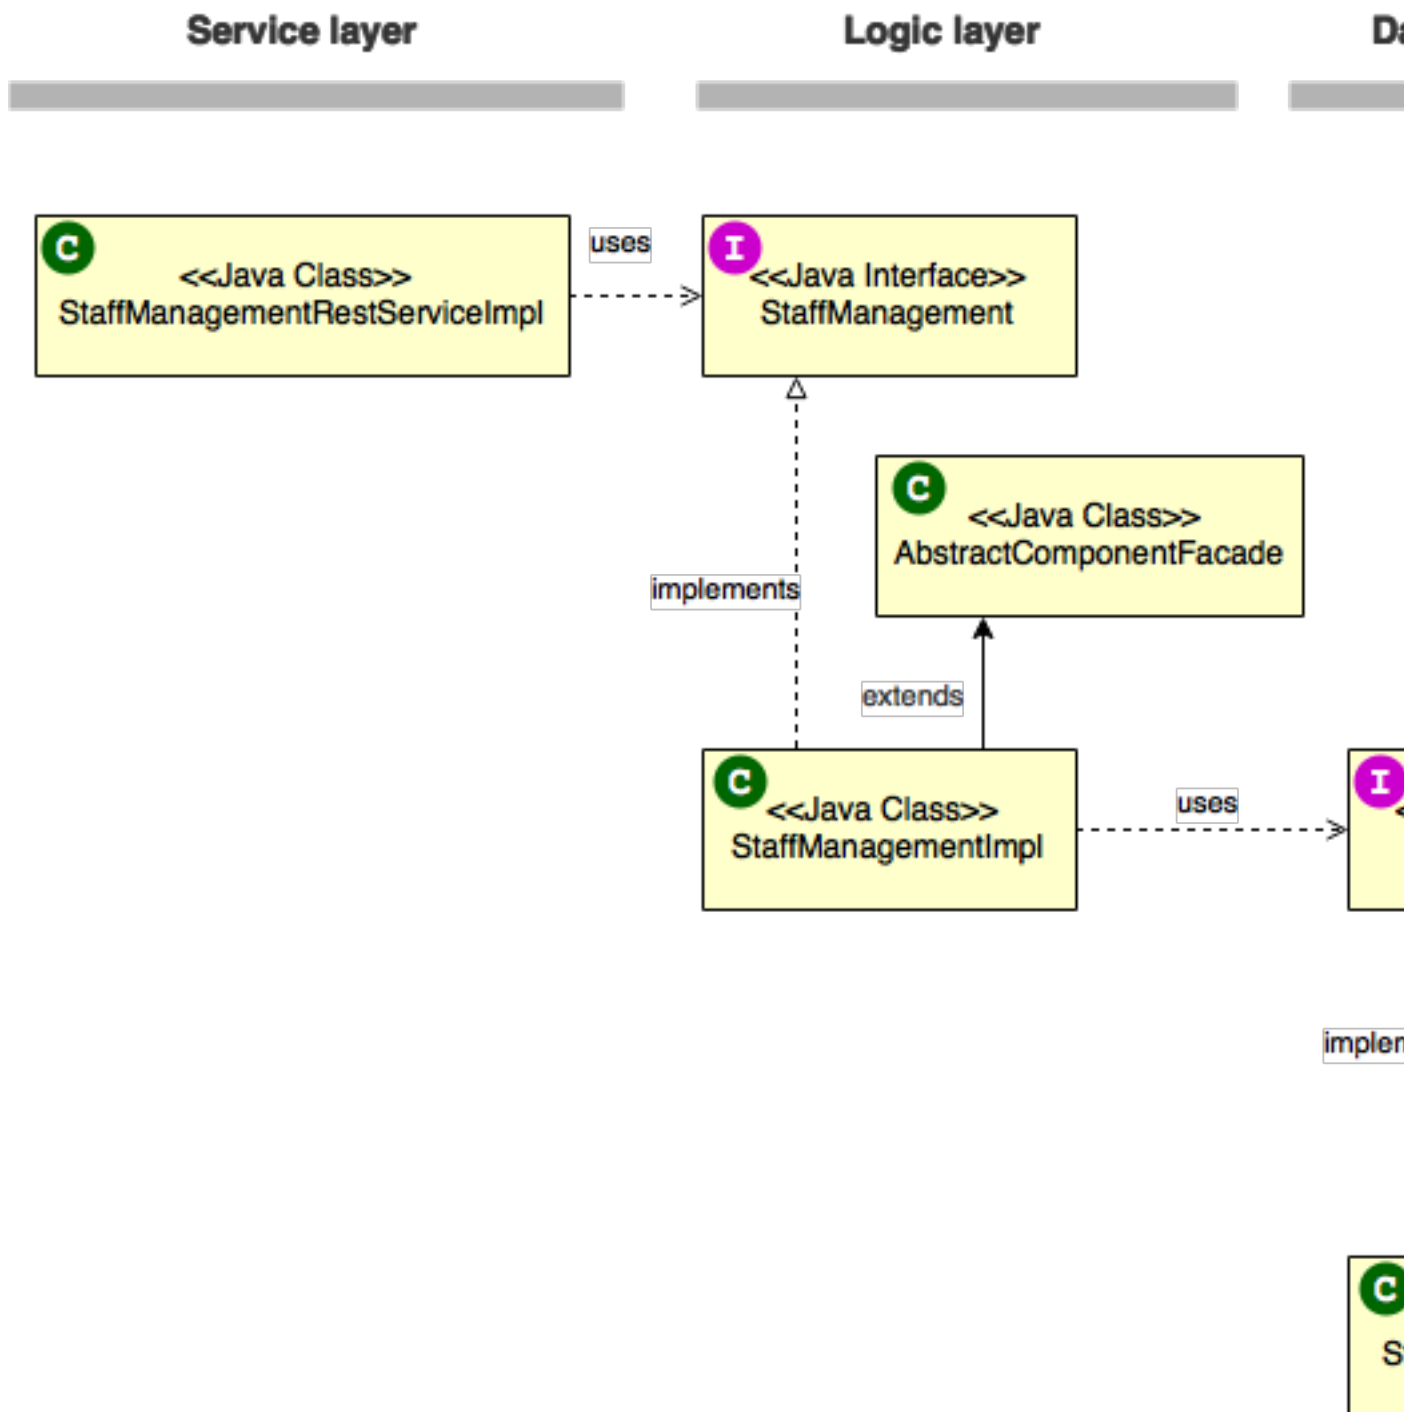 Service layer
Logic layer
C
<<Java Class>>
StaffManagementRestServiceImpl
uses
I
<<Java Interface>>
StaffManagement
C
<<Java Class>>
AbstractComponentFacade
implements
extends
C
<<Java Class>>
StaffManagementImpl
uses
I
C